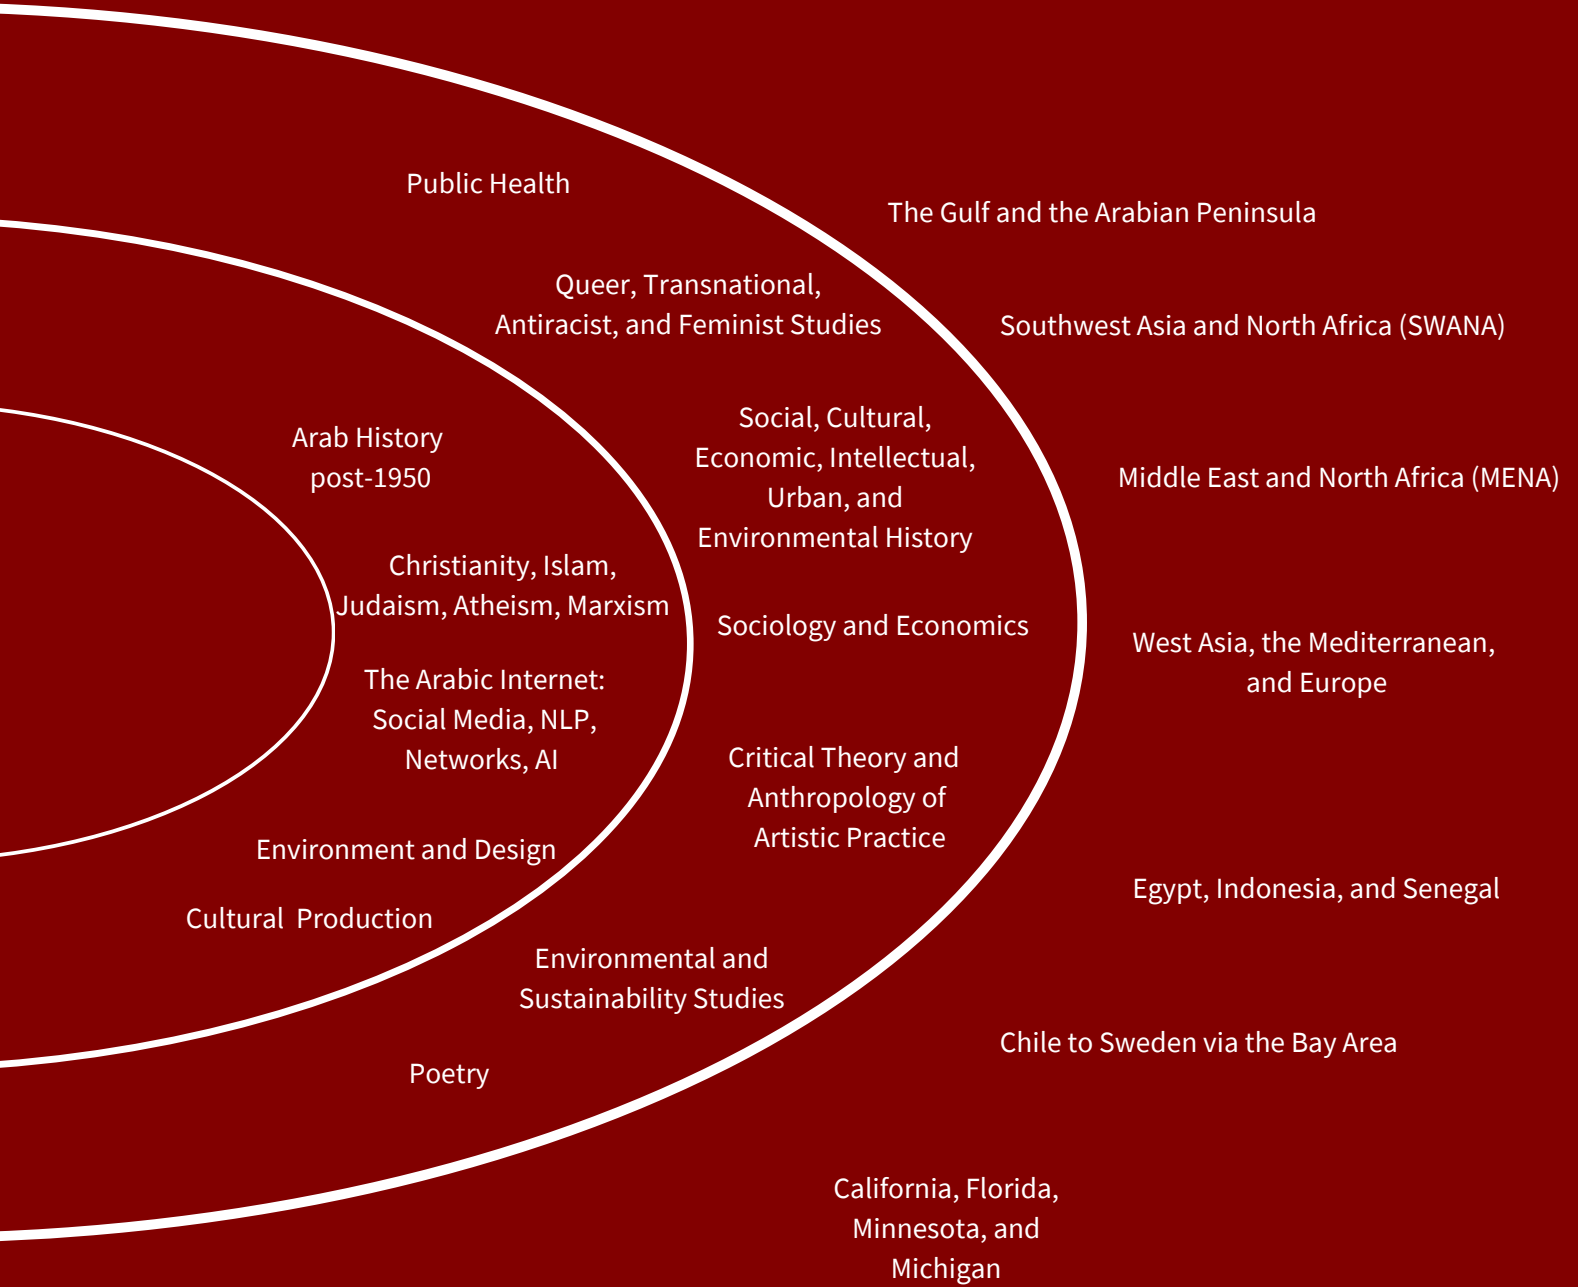 Public Health
The Gulf and the Arabian Peninsula
Queer, Transnational,
Antiracist, and Feminist Studies
Southwest Asia and North Africa (SWANA)
Arab History
post-1950
Social, Cultural,
Economic, Intellectual,
Urban, and
Environmental History
Middle East and North Africa (MENA)
Christianity, Islam,
Judaism, Atheism, Marxism
Sociology and Economics
West Asia, the Mediterranean,
and Europe
The Arabic Internet:
Social Media, NLP,
Networks, AI
Critical Theory and
Anthropology of
Artistic Practice
Environment and Design
Egypt, Indonesia, and Senegal
Cultural Production
Environmental and
Sustainability Studies
Chile to Sweden via the Bay Area
Poetry
California, Florida,
Minnesota, and
Michigan